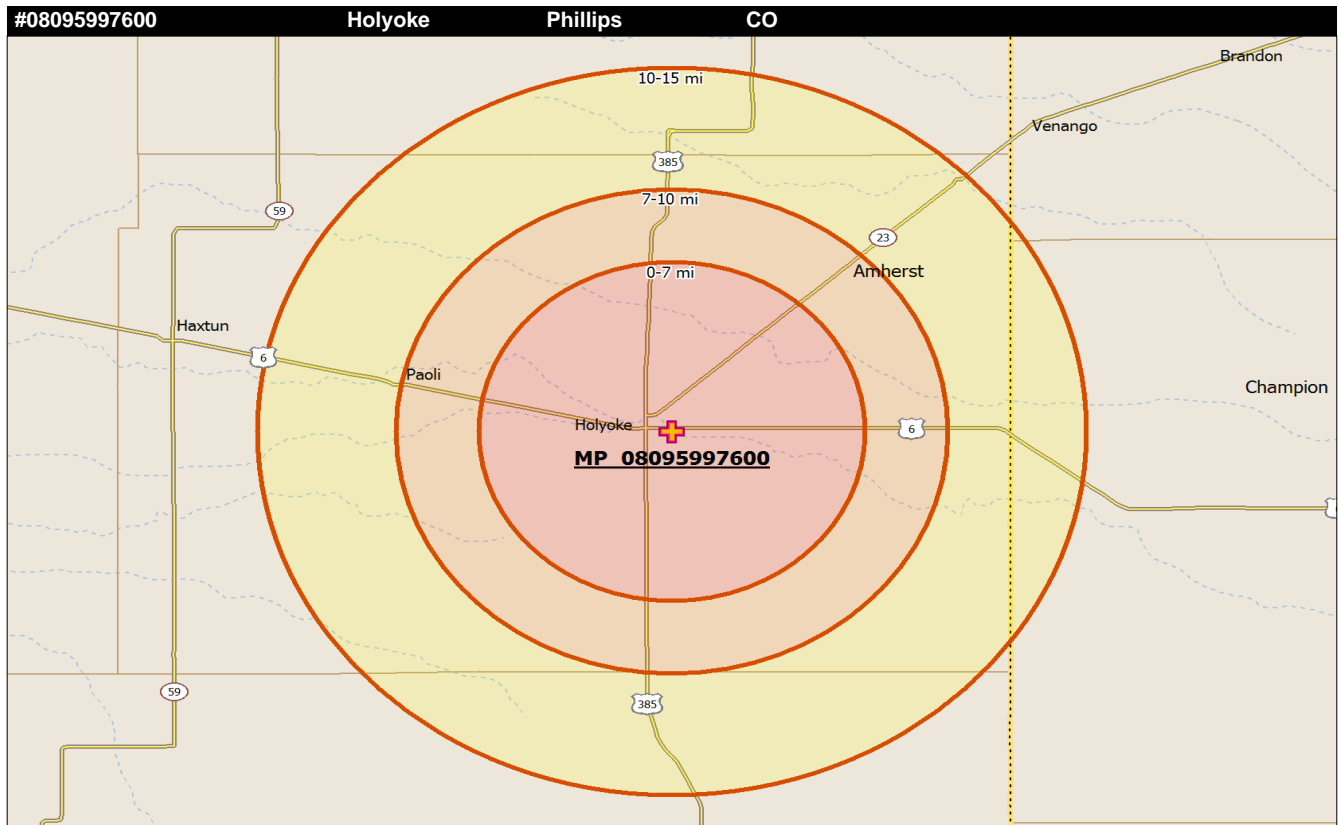 #08095997600 Holyoke Phillips CO
Brandon
10-15 mi
Venango
385
7-10 mi
59
23
0-7 mi
Amherst
Haxtun
6
Paoli
Champion
Holyoke
6
MP 08095997600
59
385